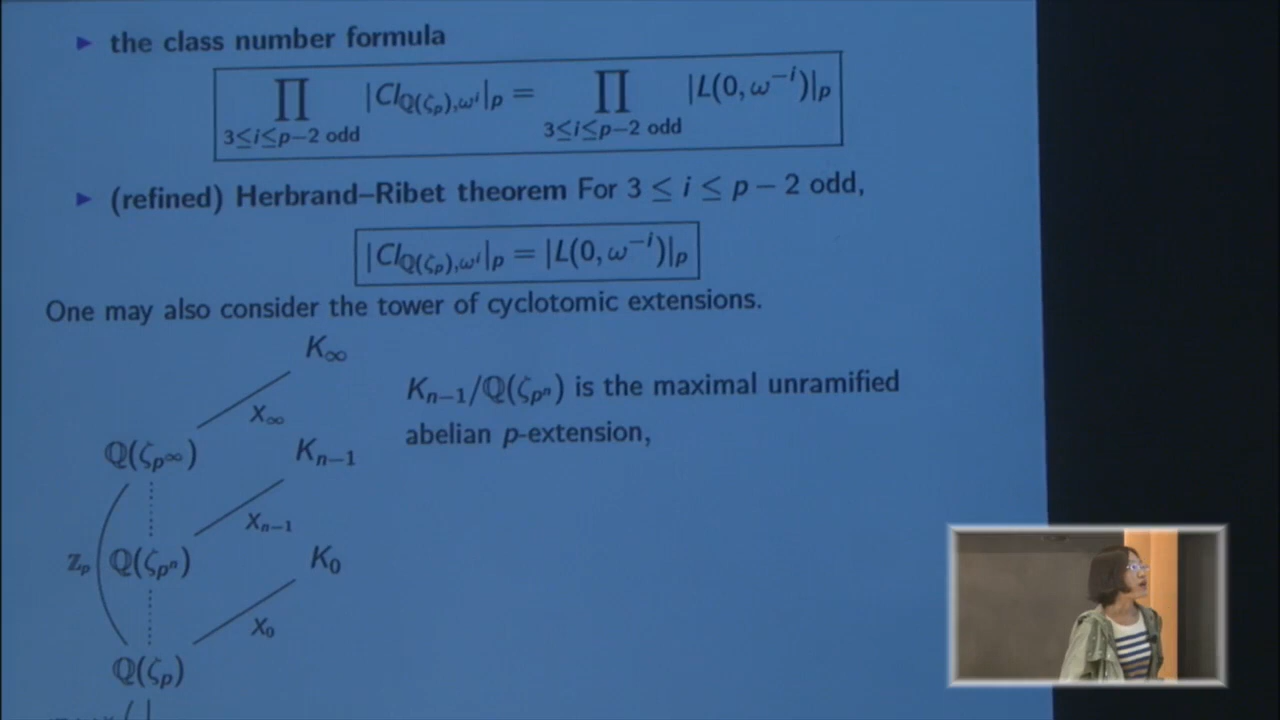 ▶ the class number formula
∏_{3≤i≤p−2 odd} |Cl_{ℚ(ζ_p),ω^i}|_p = ∏_{3≤i≤p−2 odd} |L(0, ω^{−i})|_p
▶ (refined) Herbrand–Ribet theorem For 3 ≤ i ≤ p − 2 odd,
|Cl_{ℚ(ζ_p),ω^i}|_p = |L(0, ω^{−i})|_p
One may also consider the tower of cyclotomic extensions.
K_∞
K_{n−1}/ℚ(ζ_{p^n}) is the maximal unramified
X_∞
abelian p-extension,
ℚ(ζ_{p^∞}) K_{n−1}
X_{n−1}
ℤ_p ℚ(ζ_{p^n}) K_0
X_0
ℚ(ζ_p)